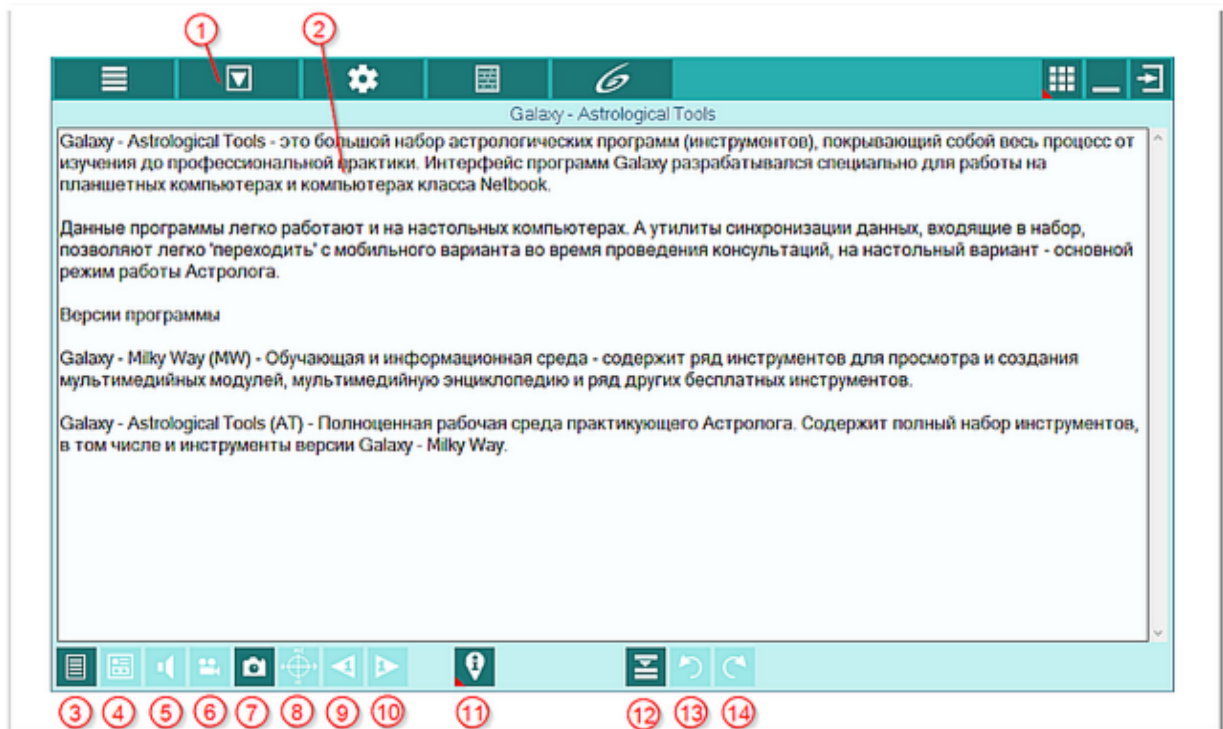 1 2
Galaxy - Astrological Tools
Galaxy - Astrological Tools - это большой набор астрологических программ (инструментов), покрывающий собой весь процесс от
изучения до профессиональной практики. Интерфейс программ Galaxy разрабатывался специально для работы на
планшетных компьютерах и компьютерах класса Netbook.
Данные программы легко работают и на настольных компьютерах. А утилиты синхронизации данных, входящие в набор,
позволяют легко "переходить" с мобильного варианта во время проведения консультаций, на настольный вариант - основной
режим работы Астролога.
Версии программы
Galaxy - Milky Way (MW) - Обучающая и информационная среда - содержит ряд инструментов для просмотра и создания
мультимедийных модулей, мультимедийную энциклопедию и ряд других бесплатных инструментов.
Galaxy - Astrological Tools (AT) - Полноценная рабочая среда практикующего Астролога. Содержит полный набор инструментов,
в том числе и инструменты версии Galaxy - Milky Way.
3 4 5 6 7 8 9 10 11 12 13 14